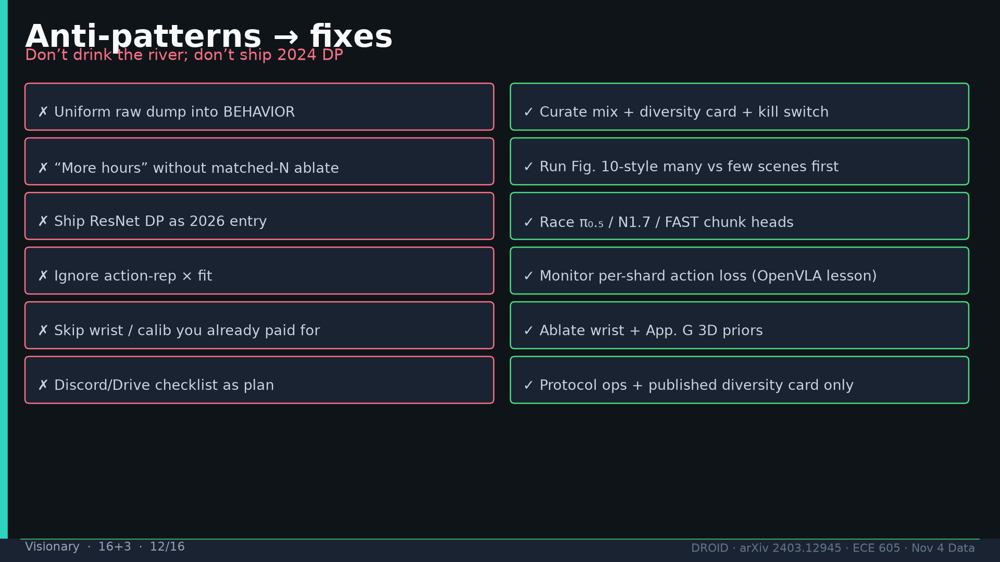 Anti-patterns → fixes
Don’t drink the river; don’t ship 2024 DP
✗ Uniform raw dump into BEHAVIOR
✓ Curate mix + diversity card + kill switch
✗ “More hours” without matched-N ablate
✓ Run Fig. 10-style many vs few scenes first
✗ Ship ResNet DP as 2026 entry
✓ Race π₀.₅ / N1.7 / FAST chunk heads
✗ Ignore action-rep × fit
✓ Monitor per-shard action loss (OpenVLA lesson)
✗ Skip wrist / calib you already paid for
✓ Ablate wrist + App. G 3D priors
✗ Discord/Drive checklist as plan
✓ Protocol ops + published diversity card only
Visionary · 16+3 · 12/16
DROID · arXiv 2403.12945 · ECE 605 · Nov 4 Data